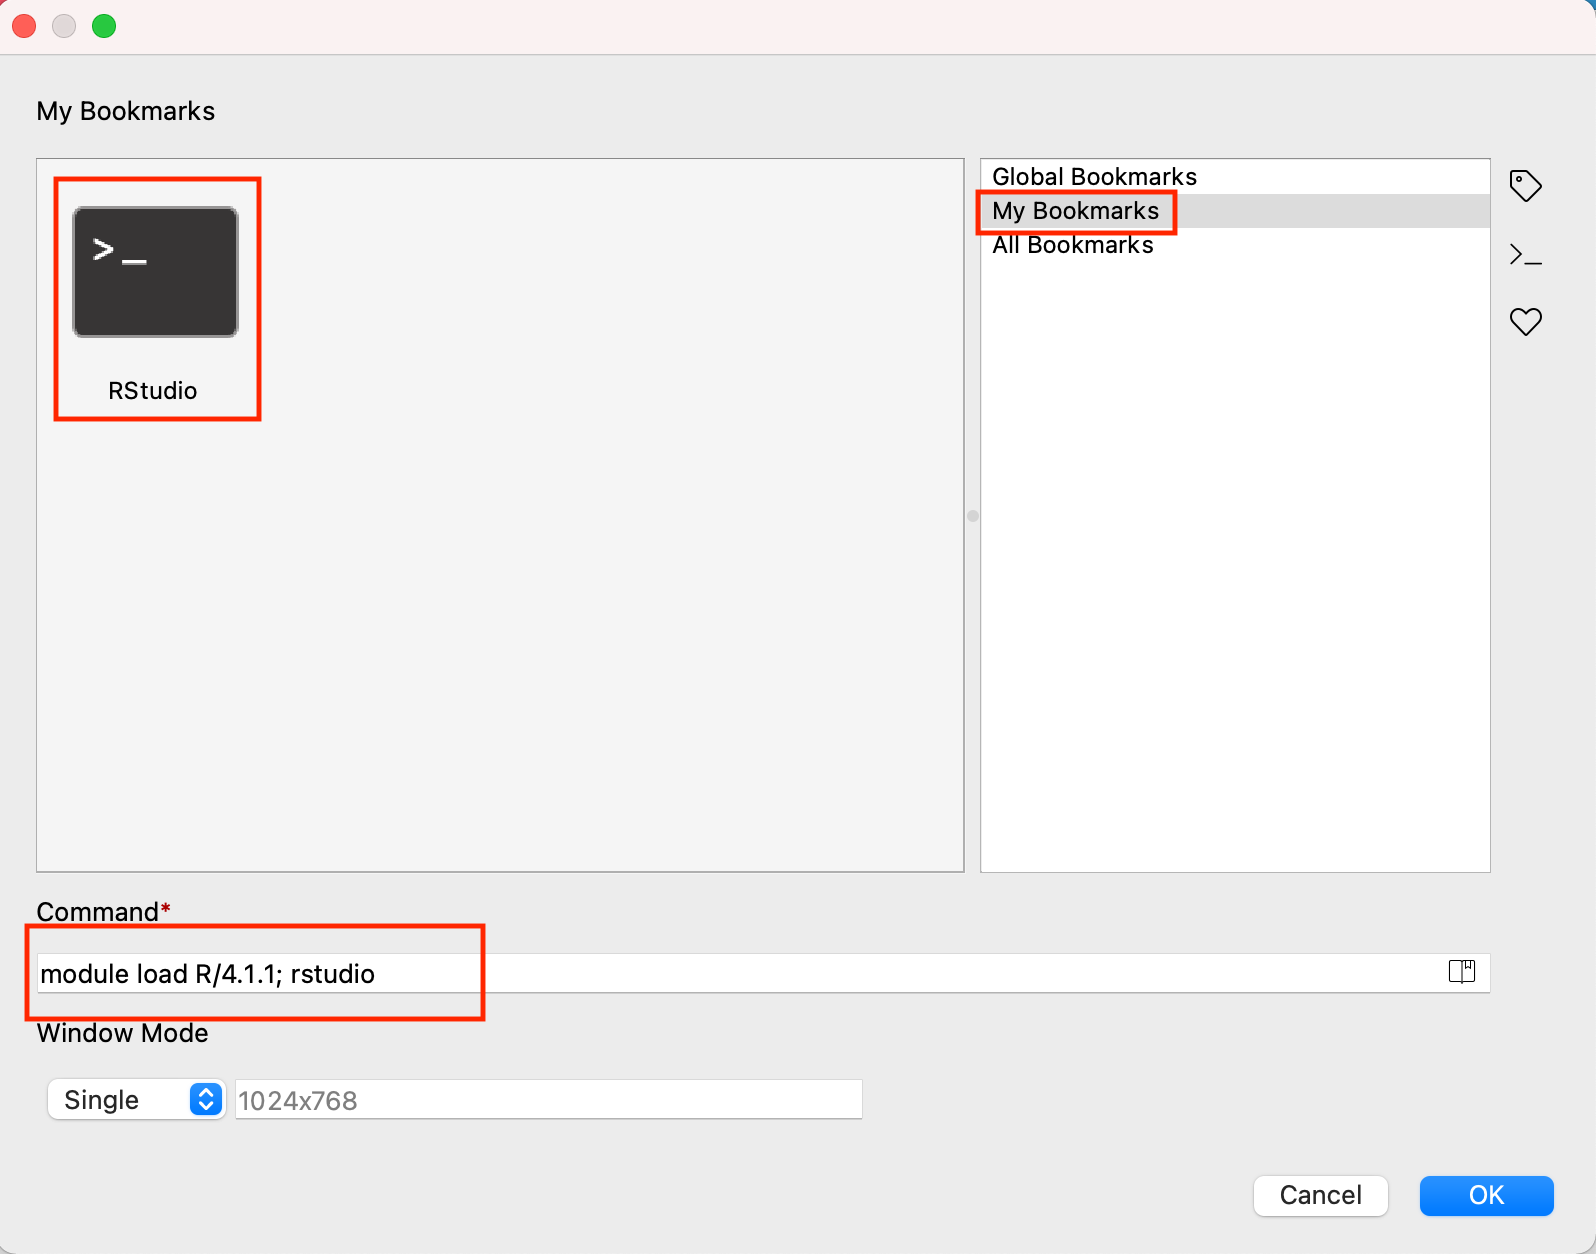 My Bookmarks
>_
RStudio
Global Bookmarks
My Bookmarks
All Bookmarks
>_
Command*
module load R/4.1.1; rstudio
Window Mode
Single
1024x768
Cancel
OK